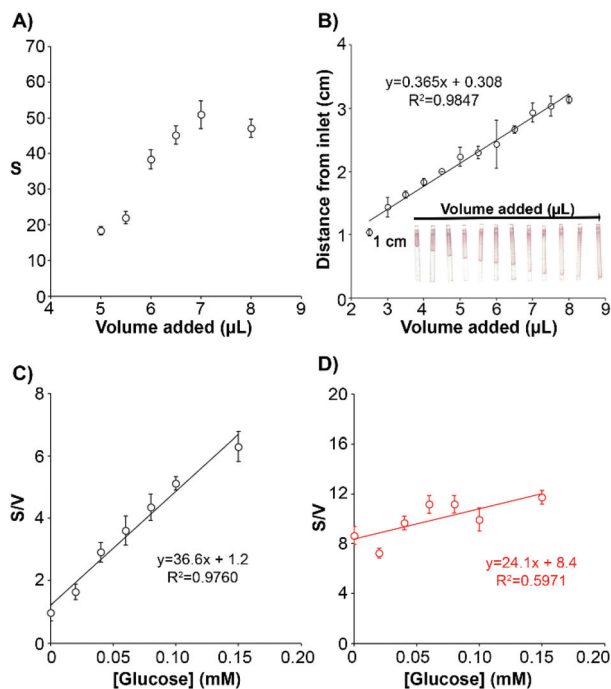 A)
70
60
50
40
30
20
10
0
S
4 5 6 7 8 9
Volume added (µL)
B)
4
3
2
1
0
Distance from inlet (cm)
y=0.365x + 0.308
R²=0.9847
Volume added (µL)
1 cm
2 3 4 5 6 7 8 9
Volume added (µL)
C)
8
6
4
2
0
S/V
y=36.6x + 1.2
R²=0.9760
0 0.05 0.10 0.15 0.20
[Glucose] (mM)
D)
20
16
12
8
4
0
S/V
y=24.1x + 8.4
R²=0.5971
0 0.05 0.10 0.15 0.20
[Glucose] (mM)